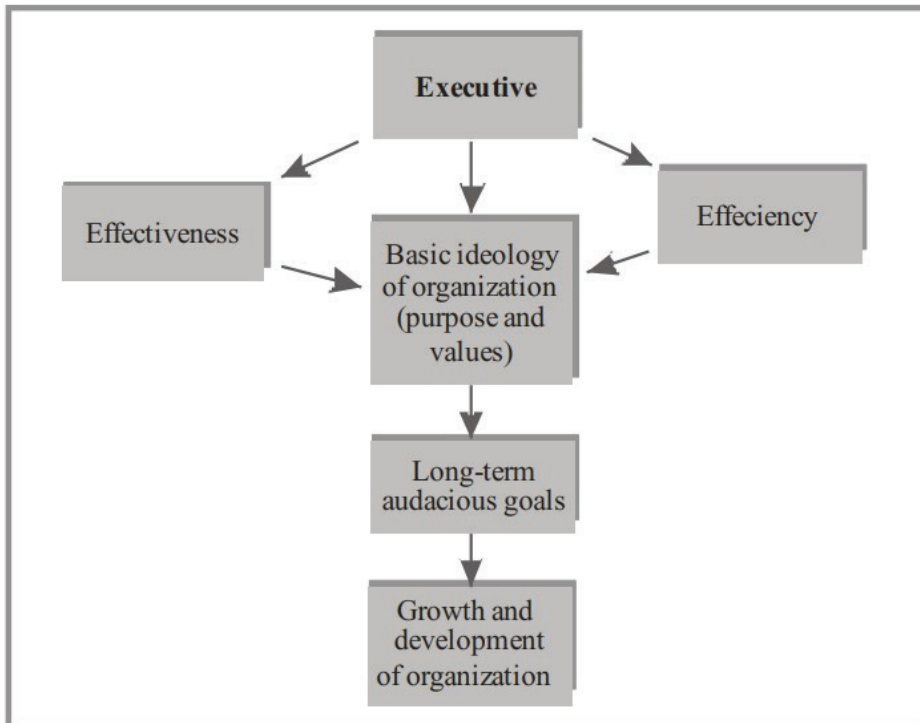 Executive
Effectiveness
Effeciency
Basic ideology
of organization
(purpose and
values)
Long-term
audacious goals
Growth and
development
of organization